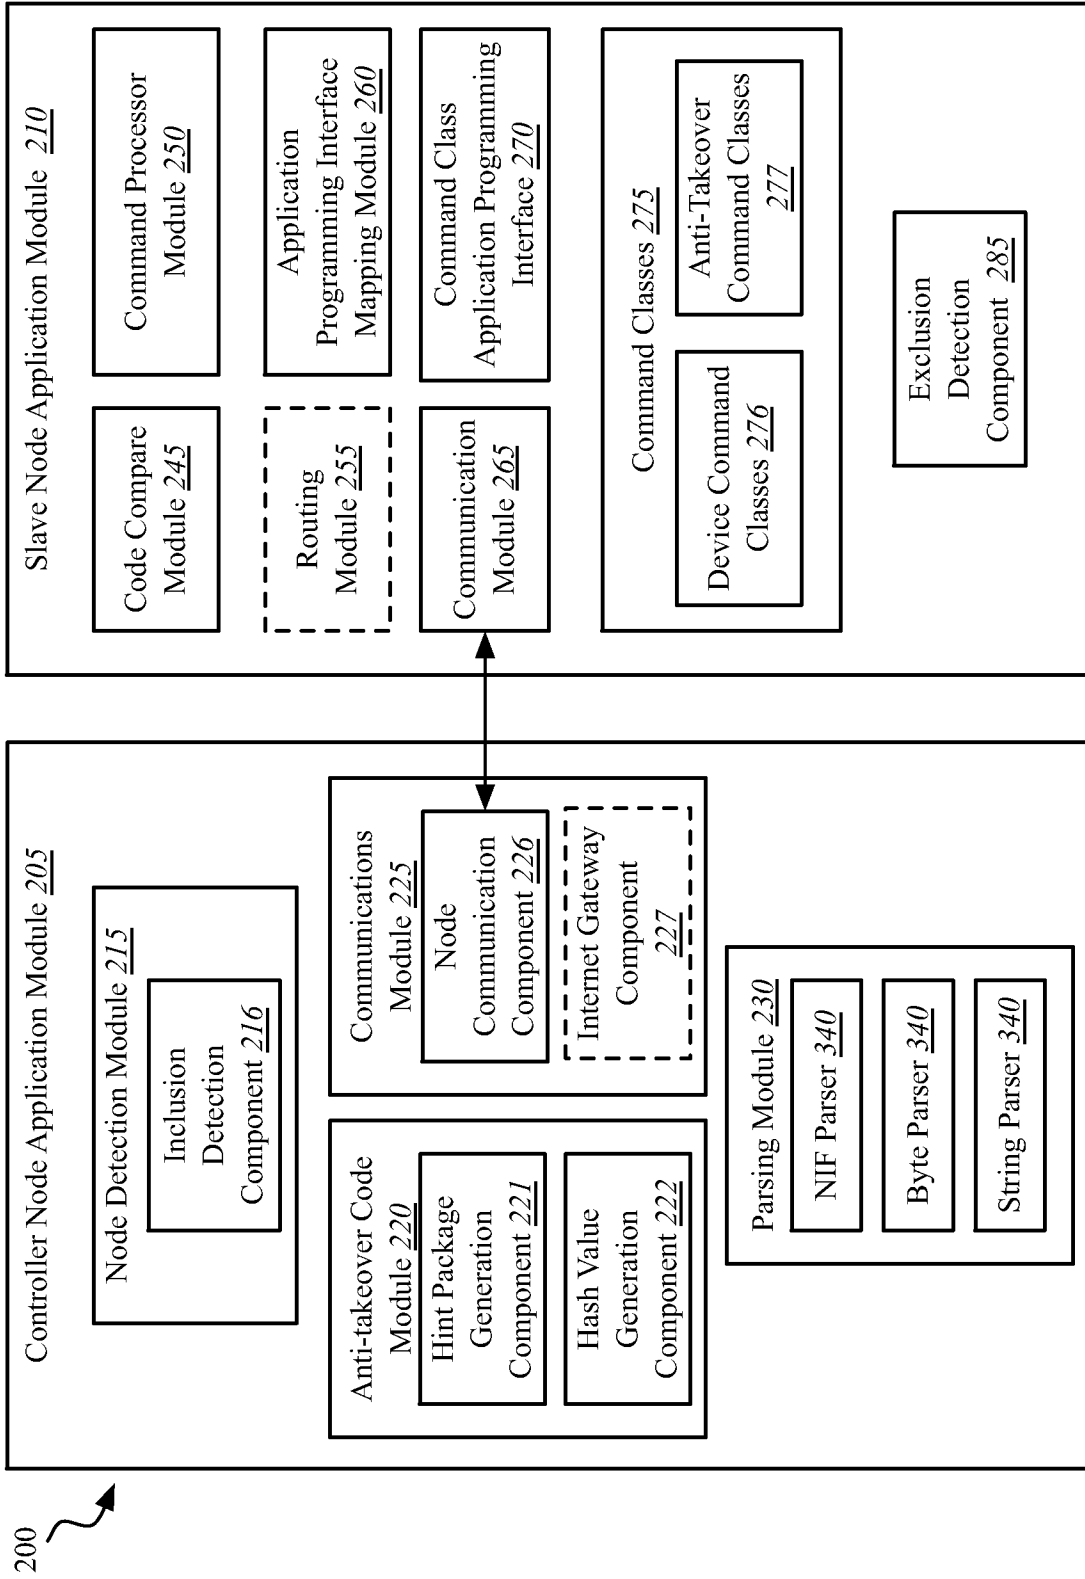 200
Controller Node Application Module 205
Node Detection Module 215
Inclusion
Detection
Component 216
Anti-takeover Code
Module 220
Hint Package
Generation
Component 221
Hash Value
Generation
Component 222
Communications
Module 225
Node
Communication
Component 226
Internet Gateway
Component
227
Parsing Module 230
NIF Parser 340
Byte Parser 340
String Parser 340
Slave Node Application Module 210
Code Compare
Module 245
Command Processor
Module 250
Routing
Module 255
Application
Programming Interface
Mapping Module 260
Communication
Module 265
Command Class
Application Programming
Interface 270
Command Classes 275
Device Command
Classes 276
Anti-Takeover
Command Classes
277
Exclusion
Detection
Component 285